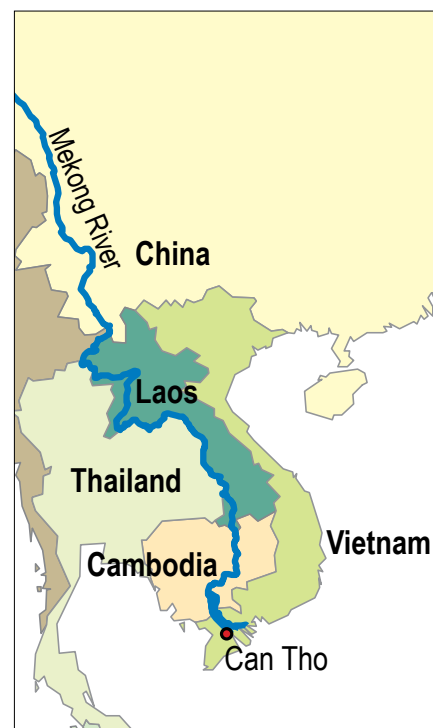 Mekong River
China
Laos
Thailand
Vietnam
Cambodia
Can Tho